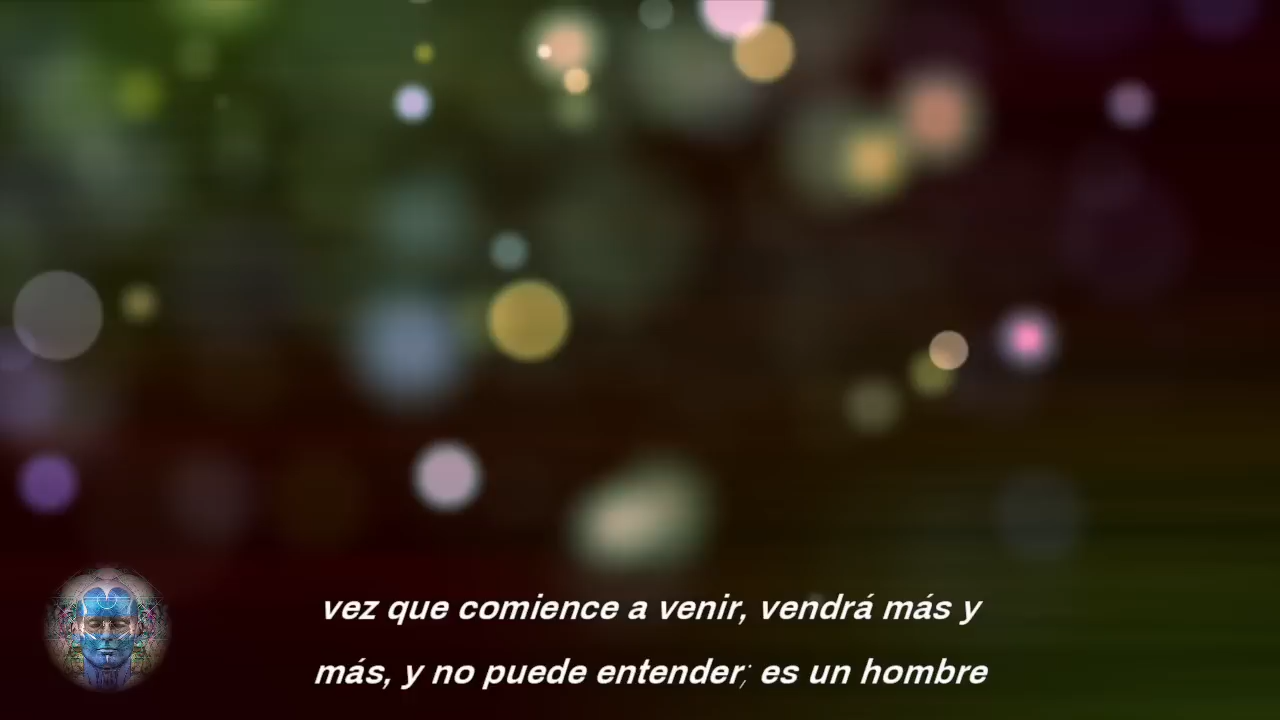 vez que comience a venir, vendrá más y
más, y no puede entender; es un hombre